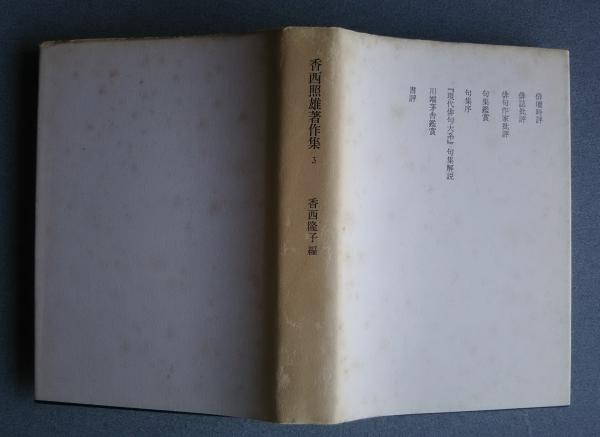 俳壇時評
俳誌批評
俳句作家批評
句集鑑賞
句集序
『現代俳句大系』句集解説
川端茅舎鑑賞
書評
香西照雄著作集 3
香西隆子編